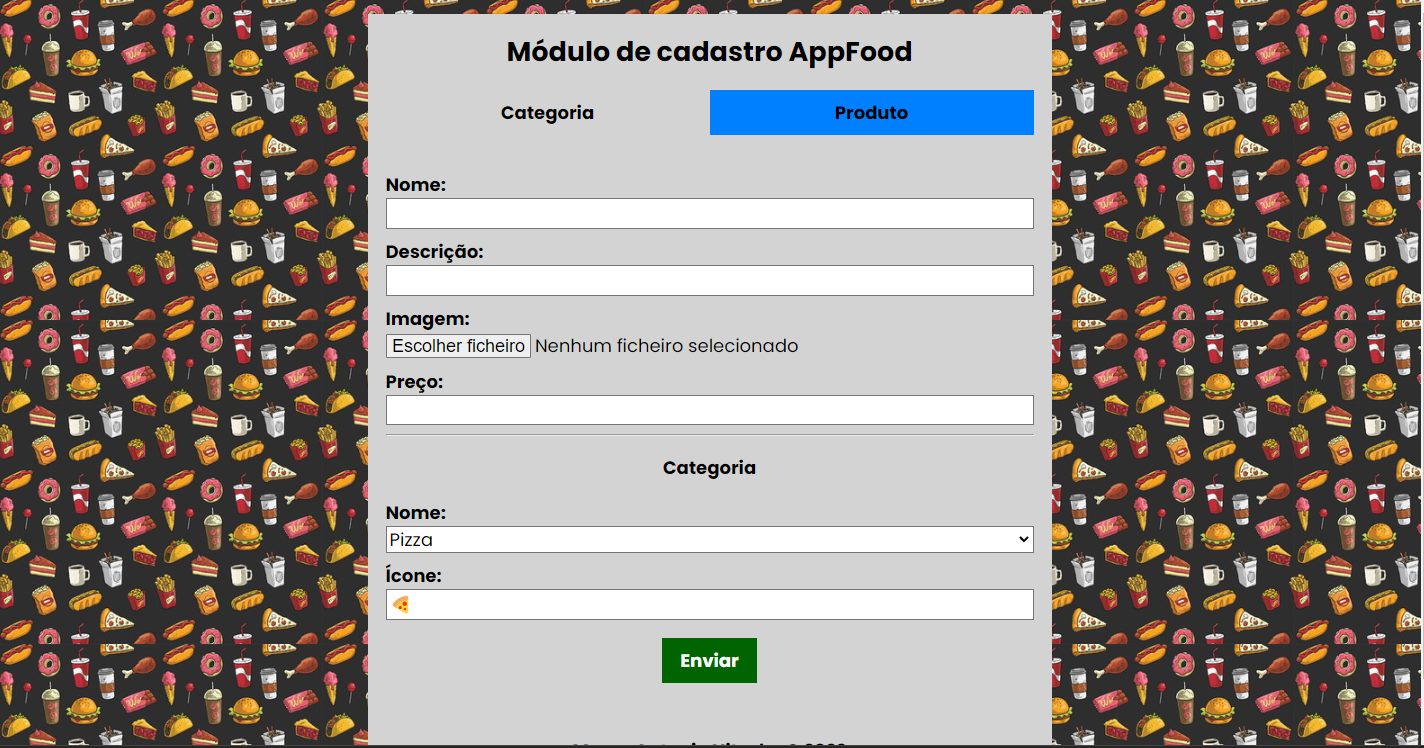 Módulo de cadastro AppFood
Categoria Produto
Nome:
Descrição:
Imagem:
Escolher ficheiro Nenhum ficheiro selecionado
Preço:
Categoria
Nome:
Pizza
Ícone:
Enviar